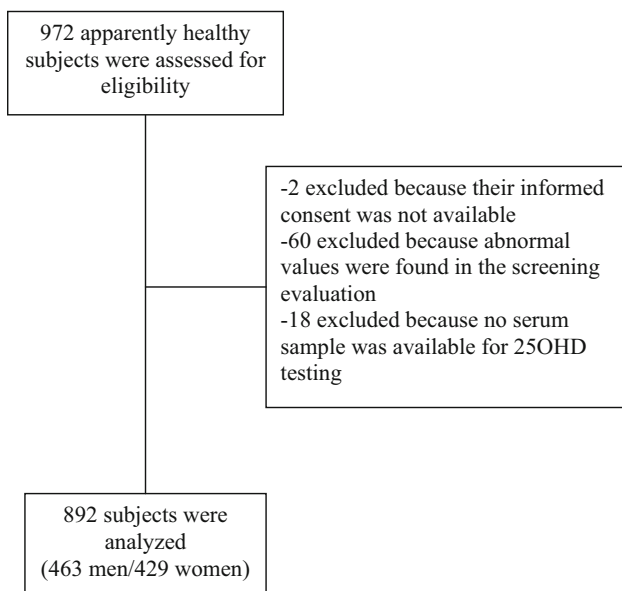 972 apparently healthy
subjects were assessed for
eligibility
-2 excluded because their informed
consent was not available
-60 excluded because abnormal
values were found in the screening
evaluation
-18 excluded because no serum
sample was available for 25OHD
testing
892 subjects were
analyzed
(463 men/429 women)